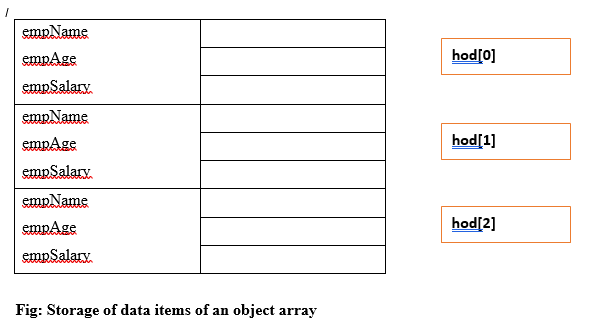 /
empName
empAge
empSalary
hod[0]
empName
empAge
empSalary
hod[1]
empName
empAge
empSalary
hod[2]
Fig: Storage of data items of an object array